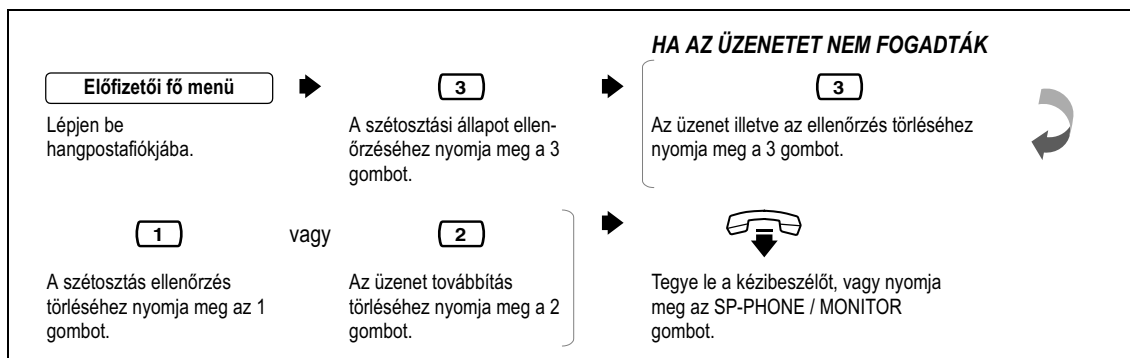 HA AZ ÜZENETET NEM FOGADTÁK
Előfizetői fő menü
Lépjen be
hangpostafiókjába.
3
A szétosztási állapot ellen-
őrzéséhez nyomja meg a 3
gombot.
3
Az üzenet illetve az ellenőrzés törléséhez
nyomja meg a 3 gombot.
1
A szétosztás ellenőrzés
törléséhez nyomja meg az 1
gombot.
vagy
2
Az üzenet továbbítás
törléséhez nyomja meg a 2
gombot.
Tegye le a kézibeszélőt, vagy nyomja
meg az SP-PHONE / MONITOR
gombot.